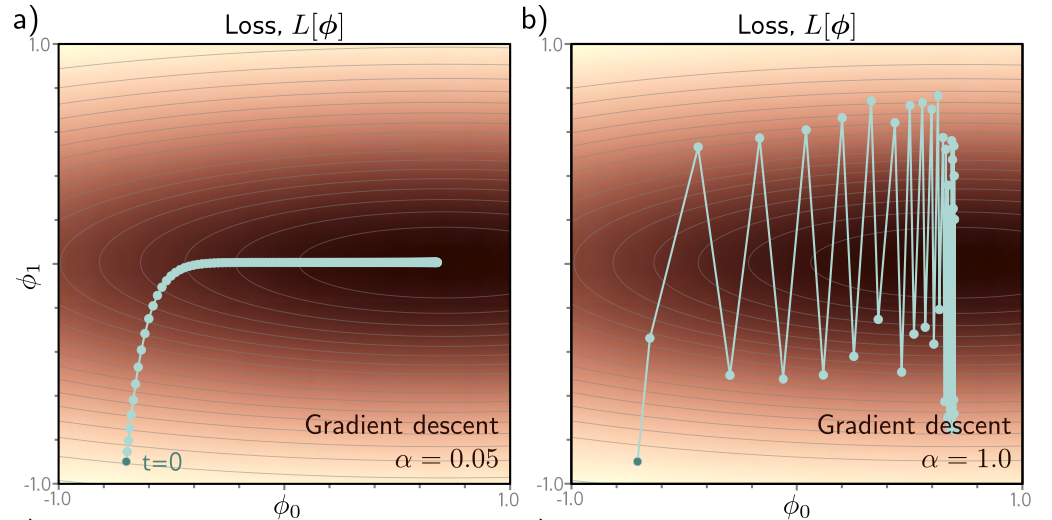 a)
Loss, L[ϕ]
1.0
ϕ₁
t=0
Gradient descent
α = 0.05
-1.0
-1.0
ϕ₀
1.0
b)
Loss, L[ϕ]
1.0
Gradient descent
α = 1.0
-1.0
-1.0
ϕ₀
1.0